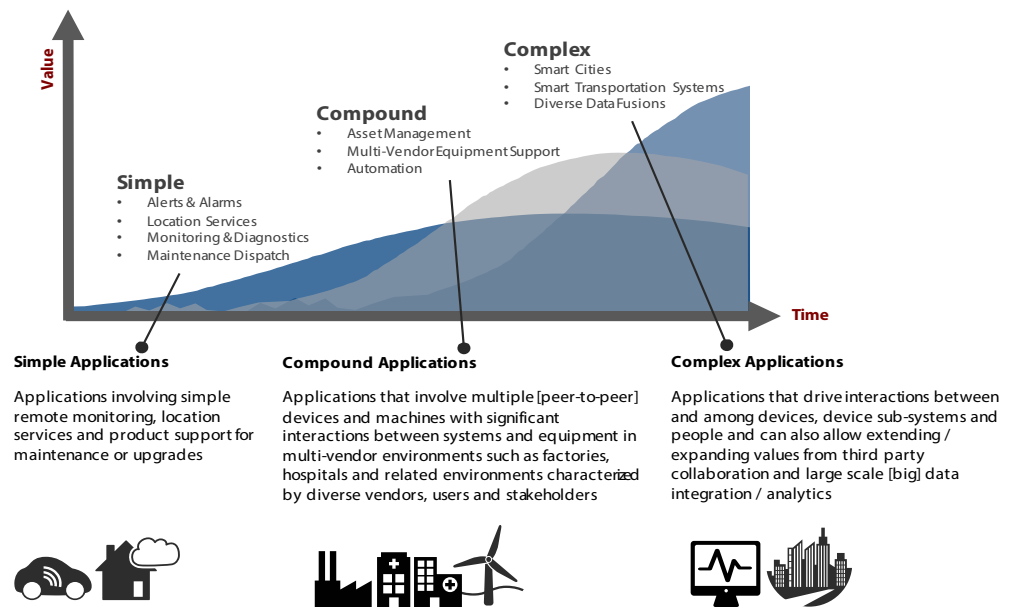 Value
Complex
• Smart Cities
• Smart Transportation Systems
• Diverse Data Fusions
Compound
• Asset Management
• Multi-Vendor Equipment Support
• Automation
Simple
• Alerts & Alarms
• Location Services
• Monitoring & Diagnostics
• Maintenance Dispatch
Time
Simple Applications
Applications involving simple
remote monitoring, location
services and product support for
maintenance or upgrades
Compound Applications
Applications that involve multiple [peer-to-peer]
devices and machines with significant
interactions between systems and equipment in
multi-vendor environments such as factories,
hospitals and related environments characterized
by diverse vendors, users and stakeholders
Complex Applications
Applications that drive interactions between
and among devices, device sub-systems and
people and can also allow extending /
expanding values from third party
collaboration and large scale [big] data
integration / analytics